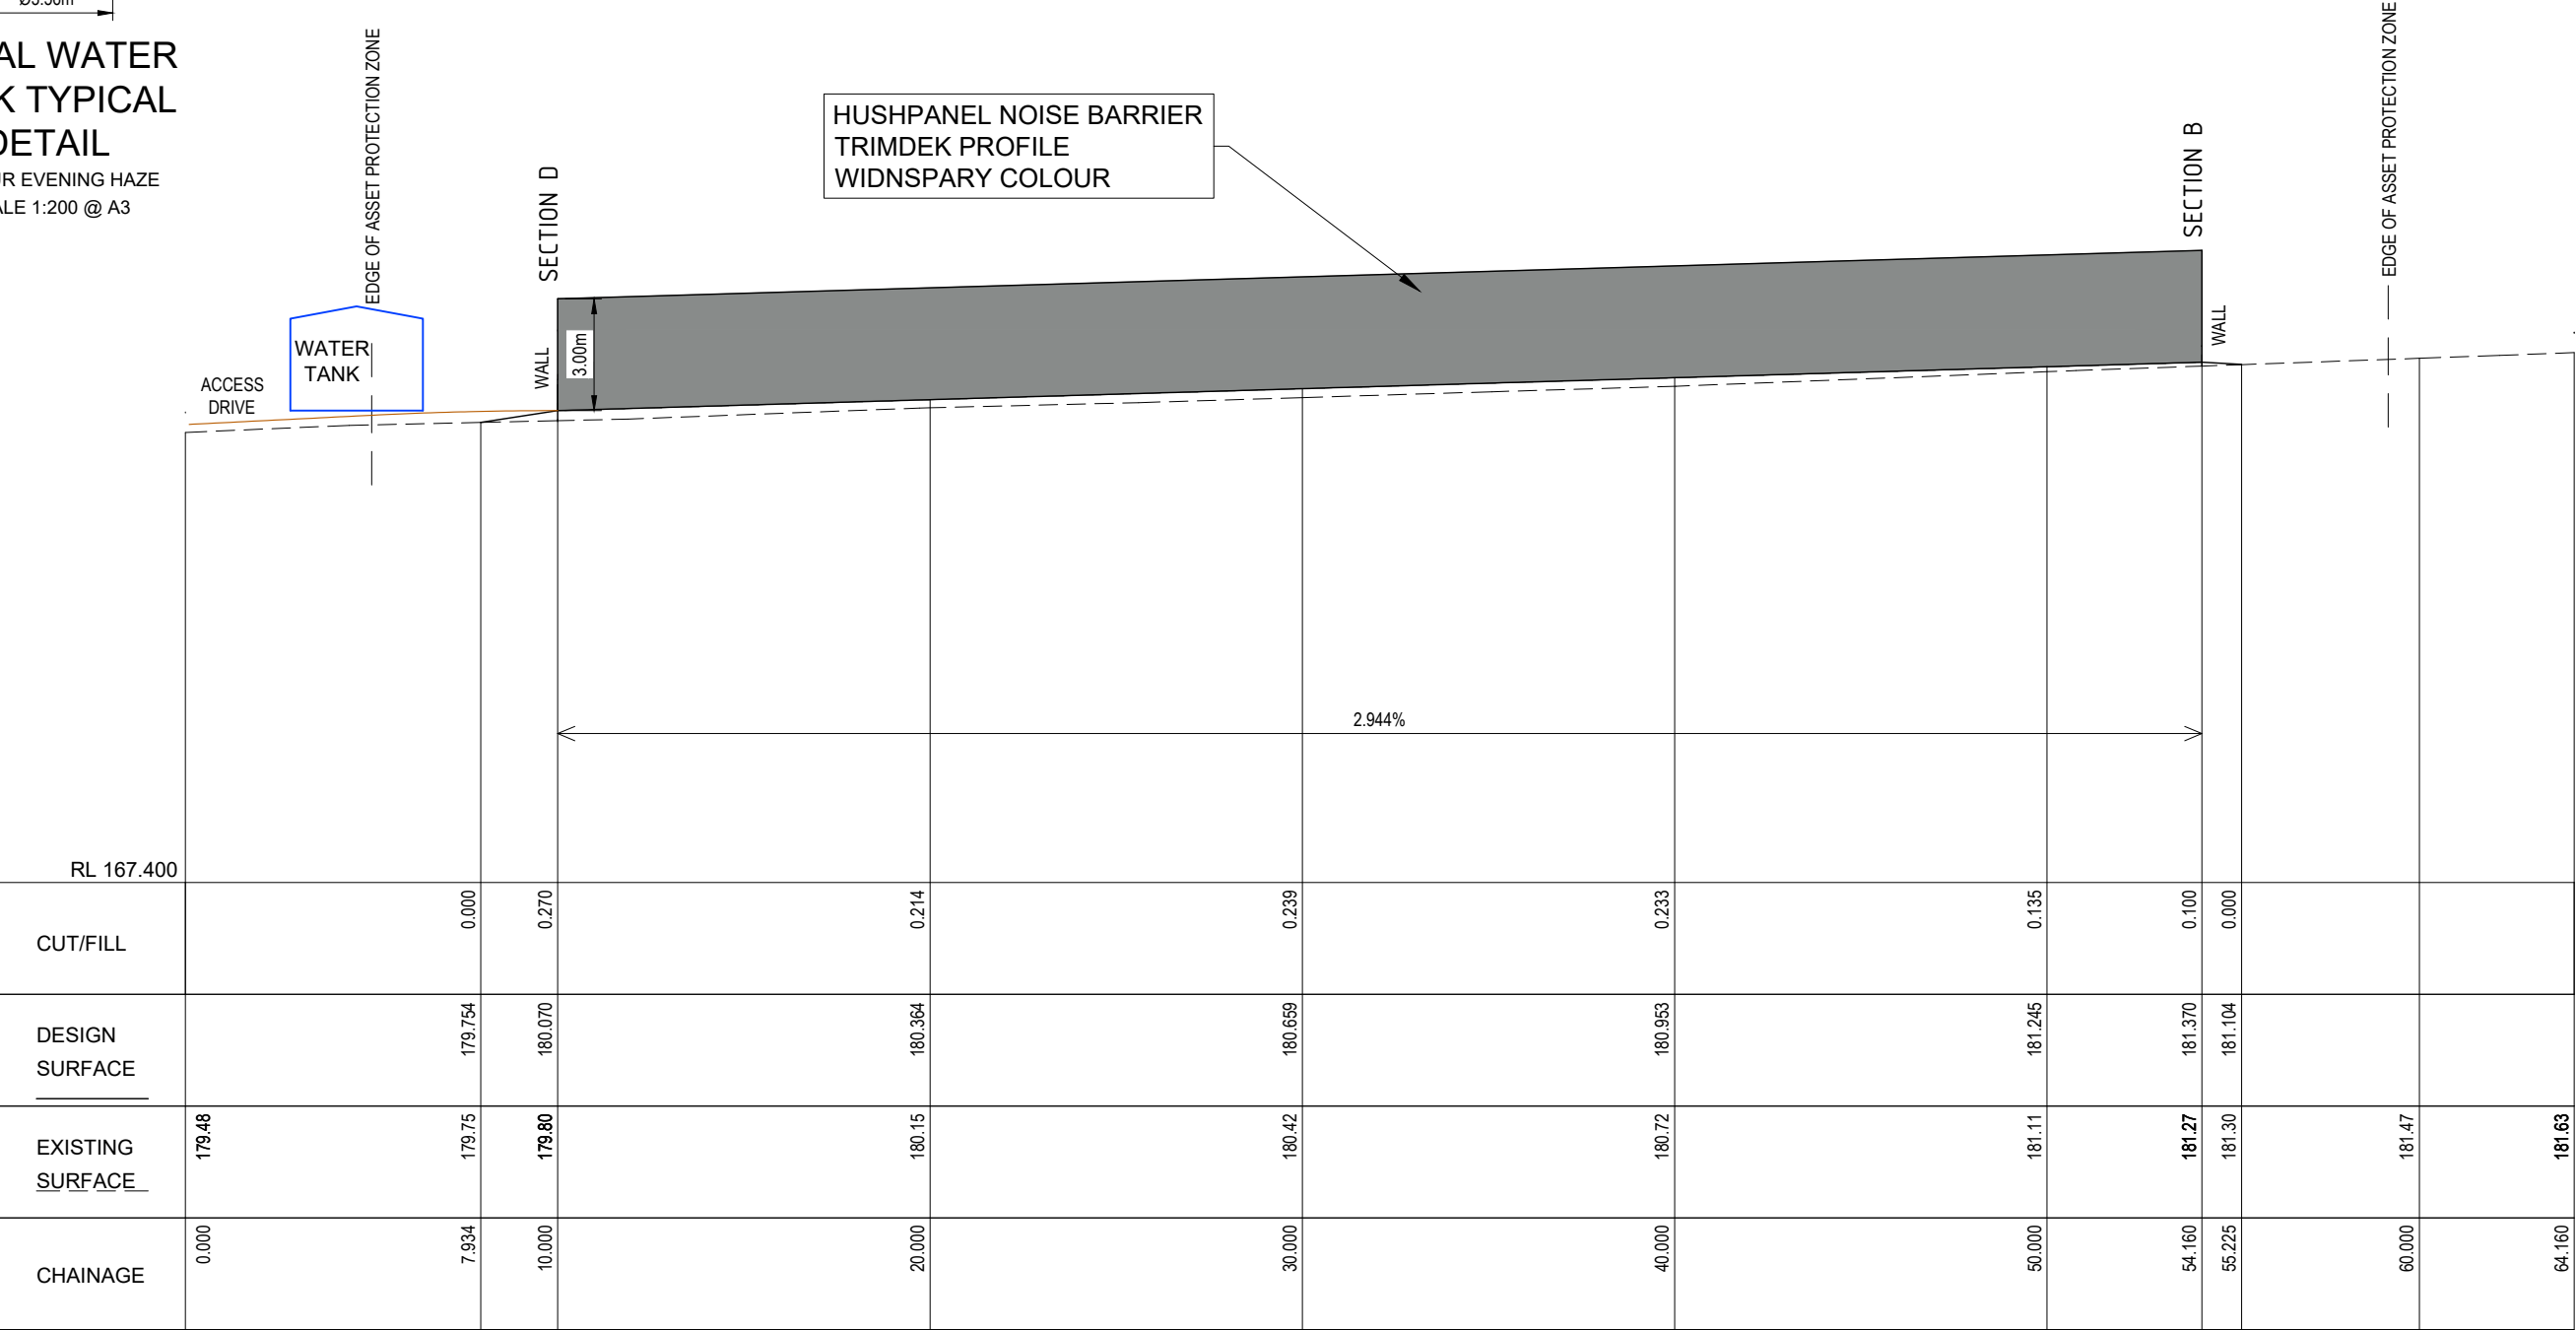 AL WATER
K TYPICAL
DETAIL
UR EVENING HAZE
ALE 1:200 @ A3
EDGE OF ASSET PROTECTION ZONE
SECTION D
HUSHPANEL NOISE BARRIER
TRIMDEK PROFILE
WIDNSPARY COLOUR
SECTION B
EDGE OF ASSET PROTECTION ZONE
WATER
TANK
ACCESS
DRIVE
WALL
3.00m
WALL
2.944%
RL 167.400
CUT/FILL
0.000
0.270
0.214
0.239
0.233
0.135
0.100
0.000
DESIGN
SURFACE
179.754
180.070
180.364
180.659
180.953
181.245
181.370
181.104
EXISTING
SURFACE
179.48
179.75
179.80
180.15
180.42
180.72
181.11
181.27
181.30
181.47
181.63
CHAINAGE
0.000
7.934
10.000
20.000
30.000
40.000
50.000
54.160
55.225
60.000
64.160